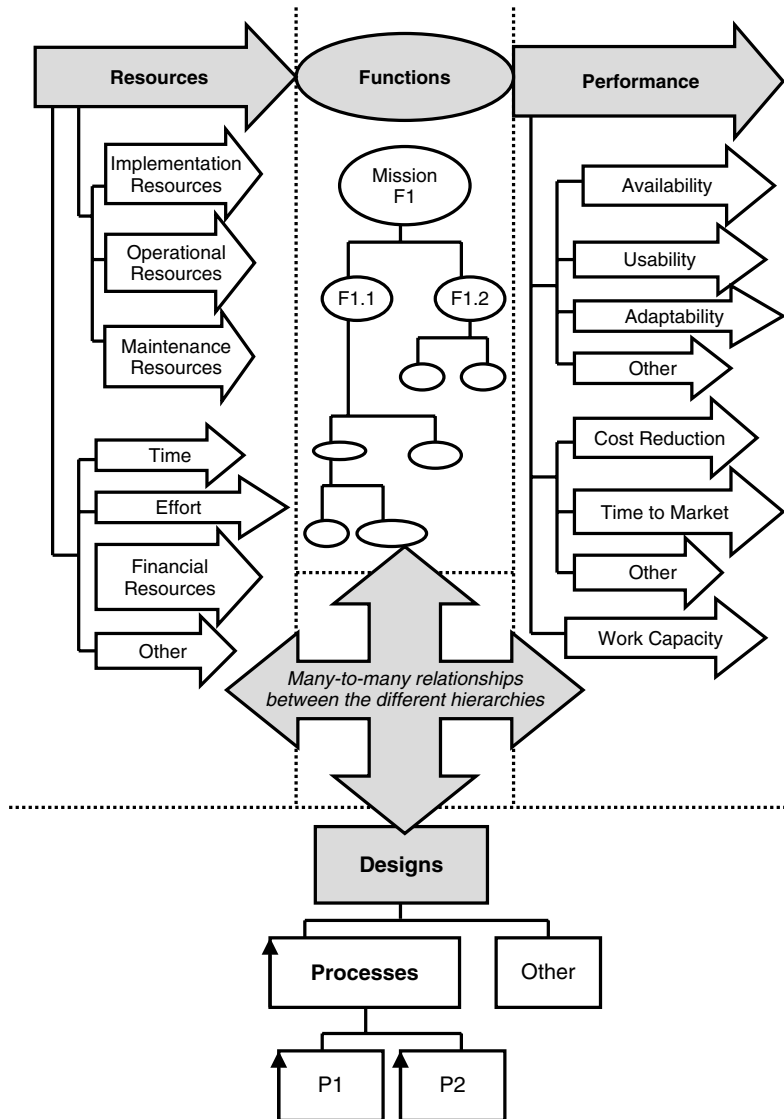 Resources
Functions
Performance
Implementation
Resources
Operational
Resources
Maintenance
Resources
Time
Effort
Financial
Resources
Other
Mission
F1
F1.1
F1.2
Availability
Usability
Adaptability
Other
Cost Reduction
Time to Market
Other
Work Capacity
Many-to-many relationships
between the different hierarchies
Designs
Processes
Other
P1
P2